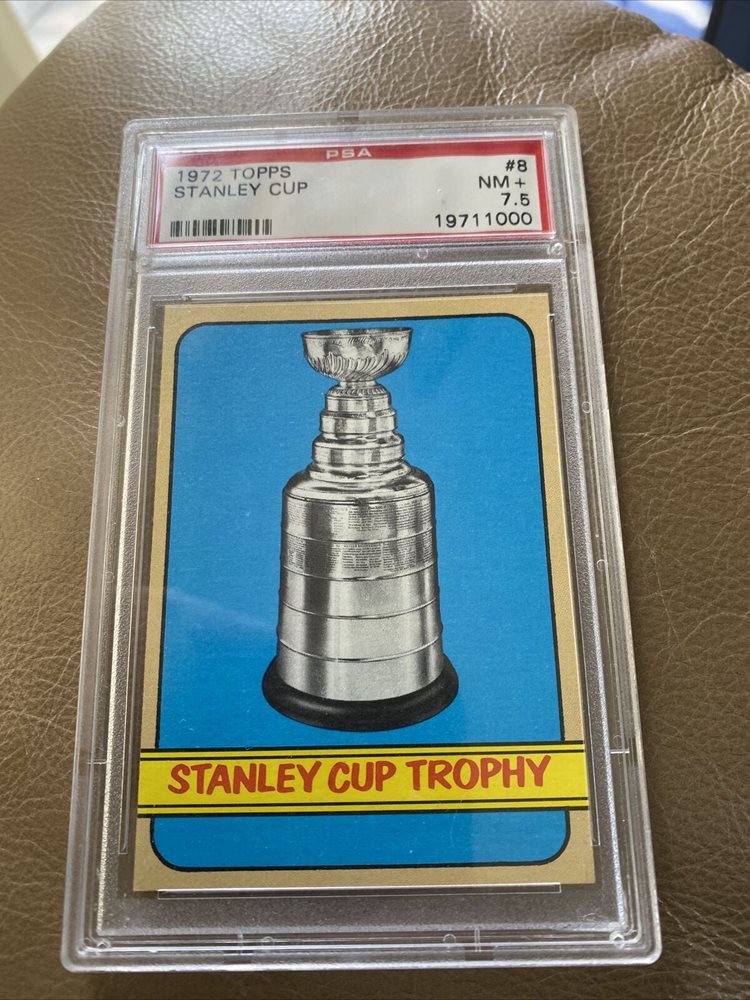 PSA
1972 TOPPS #8
STANLEY CUP NM+
7.5
19711000
STANLEY CUP TROPHY